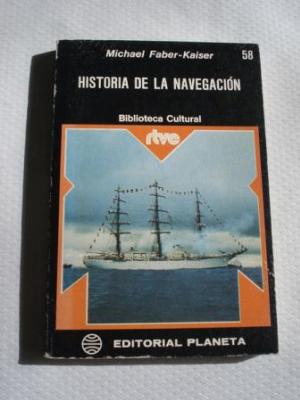 Michael Faber-Kaiser 58
HISTORIA DE LA NAVEGACIÓN
Biblioteca Cultural
rtve
EDITORIAL PLANETA